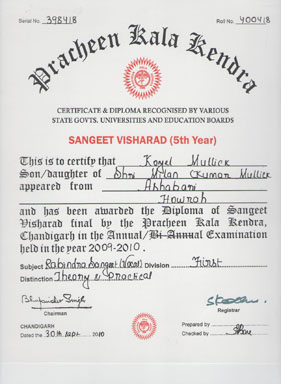 Serial No. 398418 Roll No. 400418
Pracheen Kala Kendra
CERTIFICATE & DIPLOMA RECOGNISED BY VARIOUS
STATE GOVTS. UNIVERSITIES AND EDUCATION BOARDS
SANGEET VISHARAD (5th Year)
This is to certify that Koyel Mullick
Son/daughter of Shri Milan Kumar Mullick
appeared from Akhabani
Howrah
and has been awarded the Diploma of Sangeet
Visharad final by the Pracheen Kala Kendra,
Chandigarh in the Annual/Bi-Annual Examination
held in the year 2009-2010.
Subject Rabindra Sangeet (Vocal) Division First
Distinction Theory & Practical
Chairman
Registrar
CHANDIGARH
Dated the 30th Sept. 2010
Prepared by
Checked by